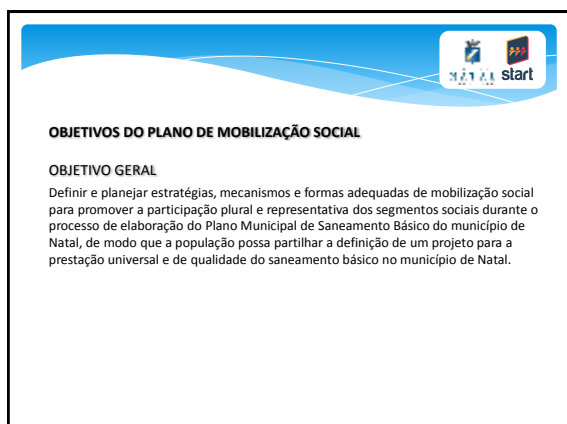 NATAL start
OBJETIVOS DO PLANO DE MOBILIZAÇÃO SOCIAL
OBJETIVO GERAL
Definir e planejar estratégias, mecanismos e formas adequadas de mobilização social
para promover a participação plural e representativa dos segmentos sociais durante o
processo de elaboração do Plano Municipal de Saneamento Básico do município de
Natal, de modo que a população possa partilhar a definição de um projeto para a
prestação universal e de qualidade do saneamento básico no município de Natal.